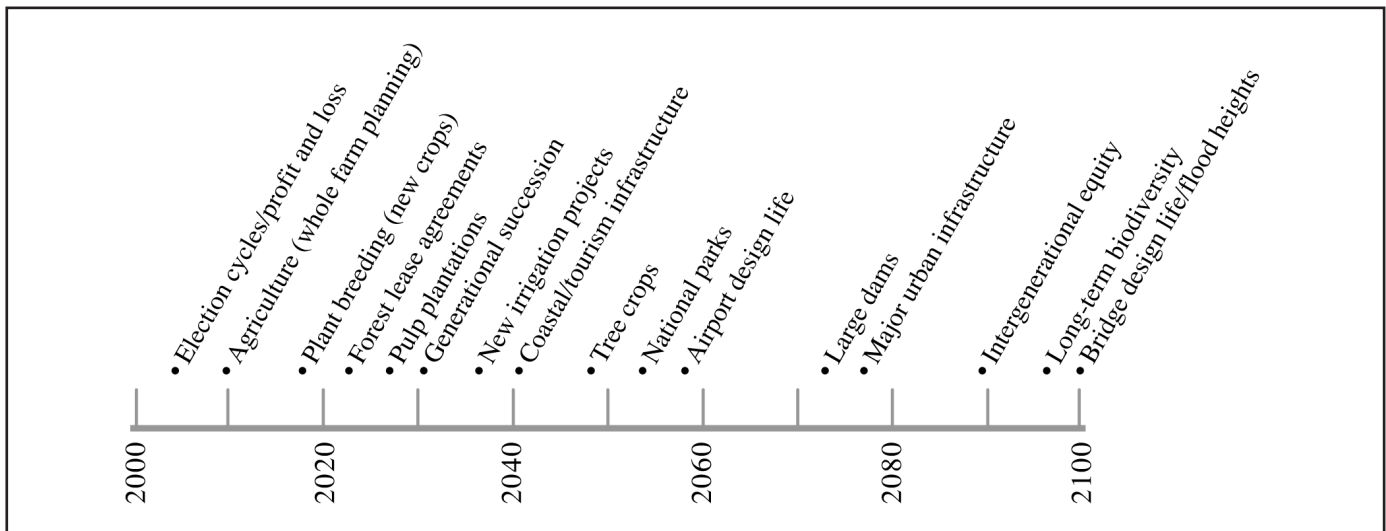 Election cycles/profit and loss
Agriculture (whole farm planning)
Plant breeding (new crops)
Forest lease agreements
Pulp plantations
Generational succession
New irrigation projects
Coastal/tourism infrastructure
Tree crops
National parks
Airport design life
Large dams
Major urban infrastructure
Intergenerational equity
Long-term biodiversity
Bridge design life/flood heights
2000
2020
2040
2060
2080
2100